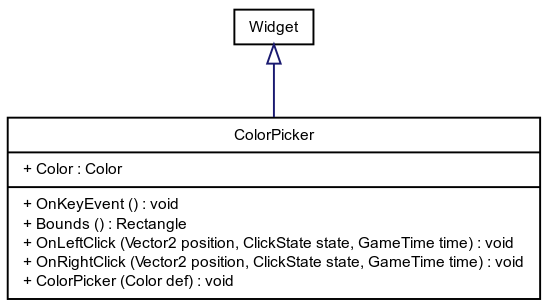 Widget
ColorPicker
+ Color : Color
+ OnKeyEvent () : void
+ Bounds () : Rectangle
+ OnLeftClick (Vector2 position, ClickState state, GameTime time) : void
+ OnRightClick (Vector2 position, ClickState state, GameTime time) : void
+ ColorPicker (Color def) : void